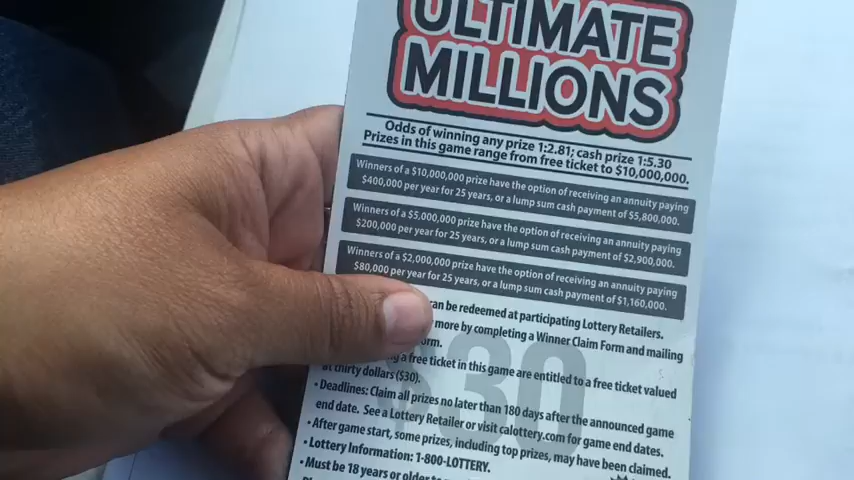 ULTIMATE
MILLIONS
Odds of winning any prize 1:2.81; cash prize 1:5.30
Prizes in this game range from free ticket to $10,000,000.
Winners of a $10,000,000 prize have the option of receiving an annuity paying
$400,000 per year for 25 years, or a lump sum cash payment of $5,800,000.
Winners of a $5,000,000 prize have the option of receiving an annuity paying
$200,000 per year for 25 years, or a lump sum cash payment of $2,900,000.
Winners of a $2,000,000 prize have the option of receiving an annuity paying
$80,000 per year for 25 years, or a lump sum cash payment of $1,160,000.
can be redeemed at participating Lottery Retailers.
more by completing a Winner Claim Form and mailing
a free ticket in this game are entitled to a free ticket valued
at thirty dollars ($30).
$30
• Deadlines: Claim all prizes no later than 180 days after the announced game
end date. See a Lottery Retailer or visit calottery.com for game end dates.
• After game start, some prizes, including top prizes, may have been claimed.
• Lottery Information: 1-800-LOTTERY.
• Must be 18 years or older